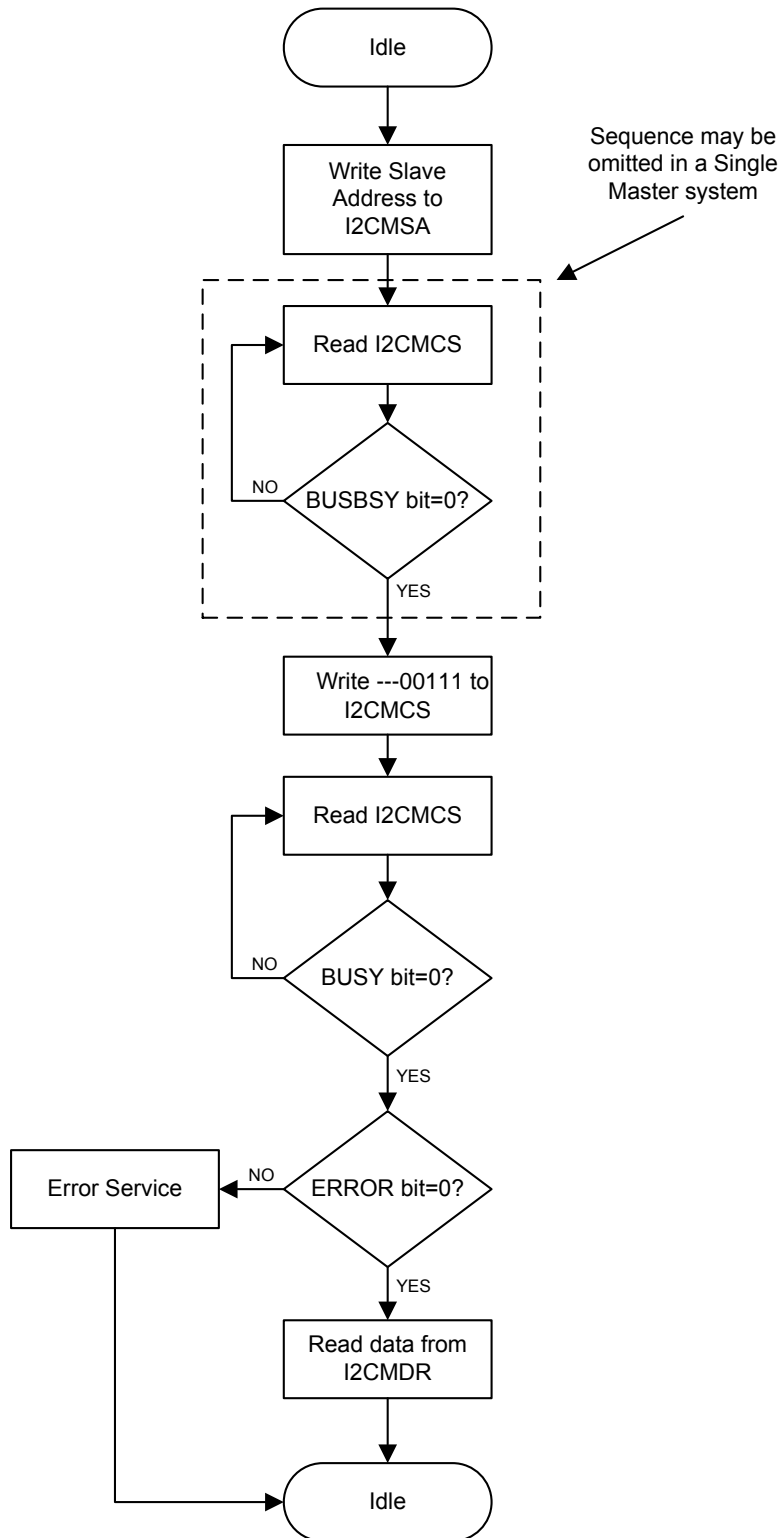 Idle
Sequence may be
omitted in a Single
Master system
Write Slave
Address to
I2CMSA
Read I2CMCS
NO
BUSBSY bit=0?
YES
Write ---00111 to
I2CMCS
Read I2CMCS
NO
BUSY bit=0?
YES
Error Service
NO
ERROR bit=0?
YES
Read data from
I2CMDR
Idle